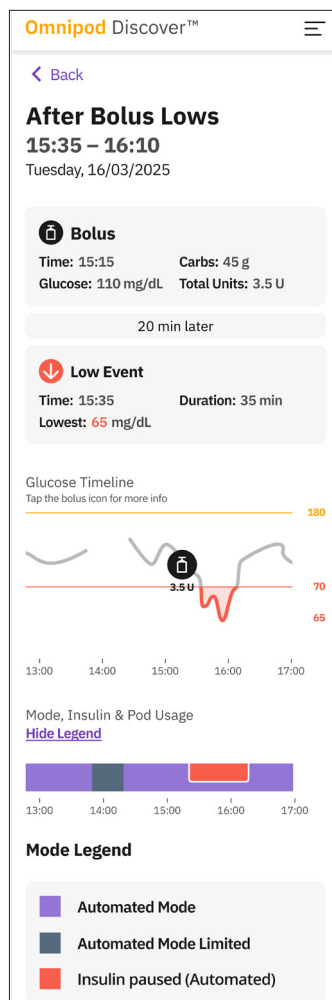 Omnipod Discover™
Back
After Bolus Lows
15:35 – 16:10
Tuesday, 16/03/2025
Bolus
Time: 15:15 Carbs: 45 g
Glucose: 110 mg/dL Total Units: 3.5 U
20 min later
Low Event
Time: 15:35 Duration: 35 min
Lowest: 65 mg/dL
Glucose Timeline
Tap the bolus icon for more info
180
3.5 U
70
65
13:00 14:00 15:00 16:00 17:00
Mode, Insulin & Pod Usage
Hide Legend
13:00 14:00 15:00 16:00 17:00
Mode Legend
Automated Mode
Automated Mode Limited
Insulin paused (Automated)